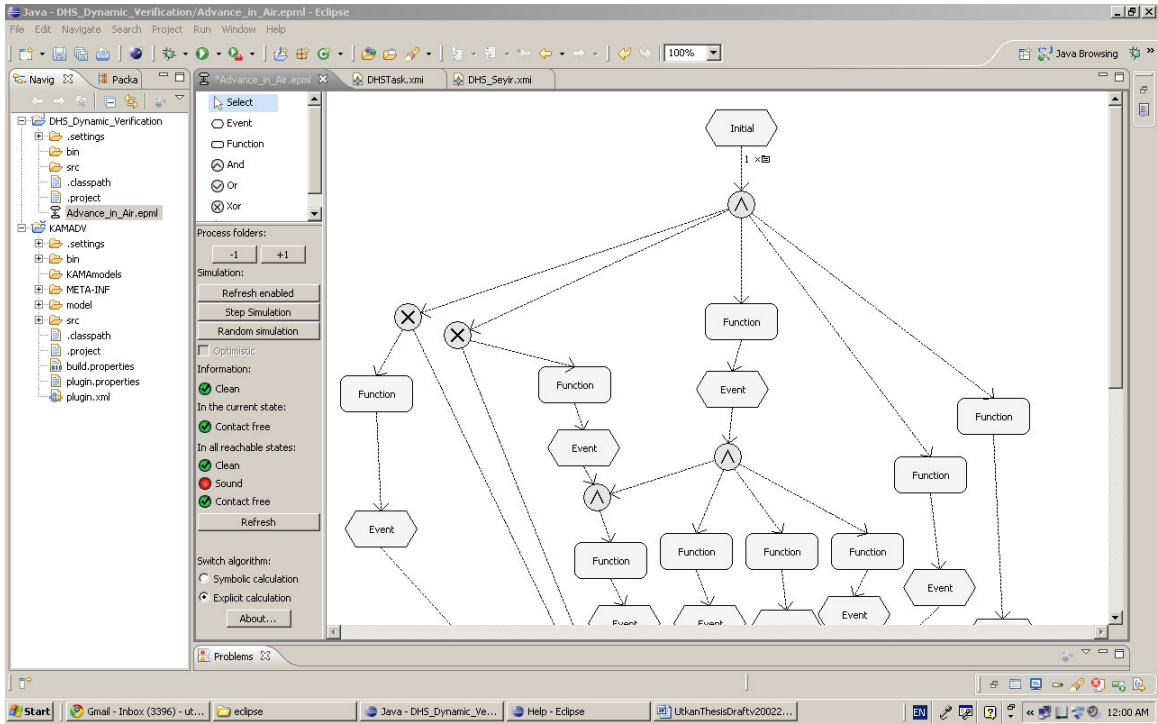 Java - DHS_Dynamic_Verification/Advance_in_Air.epml - Eclipse
File Edit Navigate Search Project Run Window Help
100%
Java Browsing
Navig
Packa
*Advance_in_Air.epml
DHSTask.xmi
DHS_Seyir.xmi
DHS_Dynamic_Verification
.settings
bin
src
.classpath
.project
Advance_in_Air.epml
KAMADV
.settings
bin
KAMAmodels
META-INF
model
src
.classpath
.project
build.properties
plugin.properties
plugin.xml
Select
Event
Function
And
Or
Xor
Process folders:
-1 +1
Simulation:
Refresh enabled
Step Simulation
Random simulation
Optimistic
Information:
Clean
In the current state:
Contact free
In all reachable states:
Clean
Sound
Contact free
Refresh
Switch algorithm:
Symbolic calculation
Explicit calculation
About...
Initial
1 x
Function
Function
Function
Event
Function
Function
Event
Function
Event
Function
Function
Function
Function
Event
Event
Event
Event
Event
Problems
Start
Gmail - Inbox (3396) - ut...
eclipse
Java - DHS_Dynamic_Ve...
Help - Eclipse
UtkanThesisDraftv20022...
EN
12:00 AM